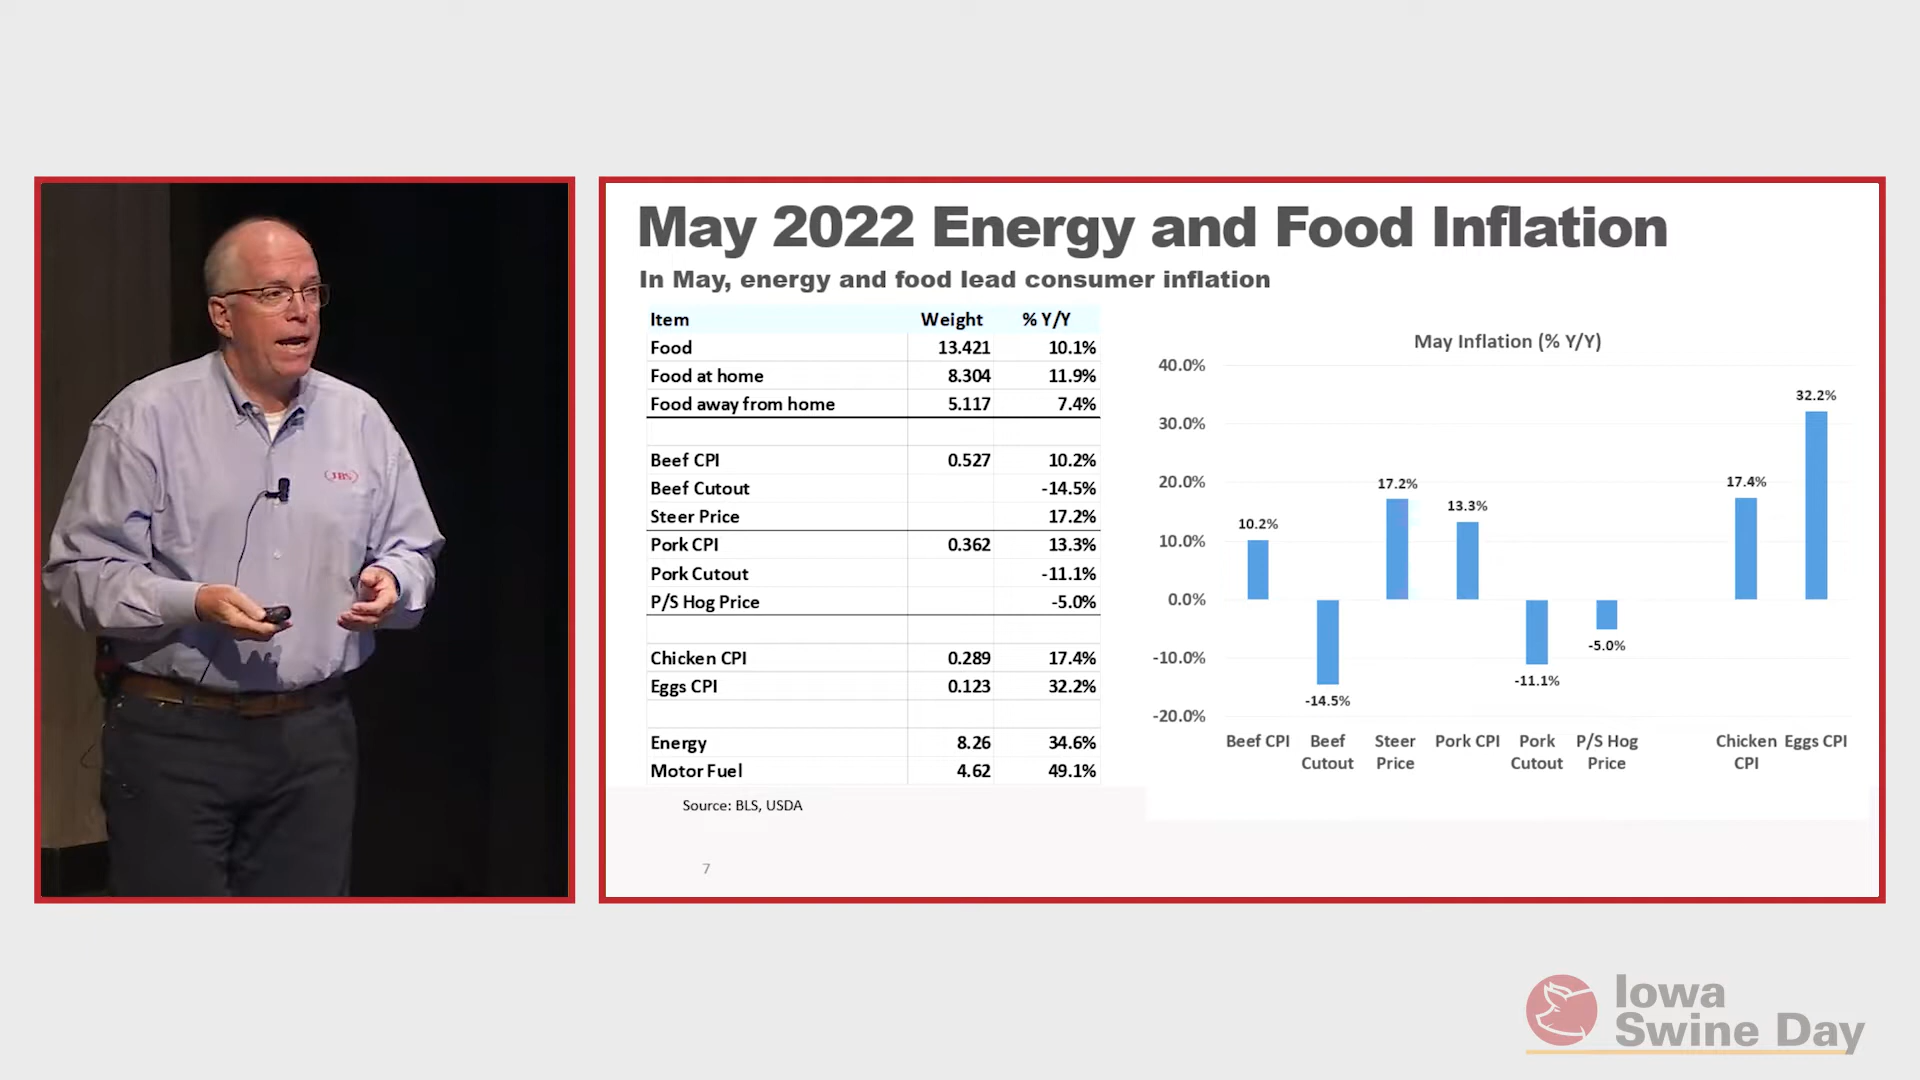 JBS
May 2022 Energy and Food Inflation
In May, energy and food lead consumer inflation
Item Weight % Y/Y
Food 13.421 10.1%
Food at home 8.304 11.9%
Food away from home 5.117 7.4%
Beef CPI 0.527 10.2%
Beef Cutout -14.5%
Steer Price 17.2%
Pork CPI 0.362 13.3%
Pork Cutout -11.1%
P/S Hog Price -5.0%
Chicken CPI 0.289 17.4%
Eggs CPI 0.123 32.2%
Energy 8.26 34.6%
Motor Fuel 4.62 49.1%
Source: BLS, USDA
7
May Inflation (% Y/Y)
40.0%
30.0%
20.0%
10.0%
0.0%
-10.0%
-20.0%
10.2%
-14.5%
17.2%
13.3%
-11.1%
-5.0%
17.4%
32.2%
Beef CPI
Beef
Cutout
Steer
Price
Pork CPI
Pork
Cutout
P/S Hog
Price
Chicken
CPI
Eggs CPI
Iowa
Swine Day